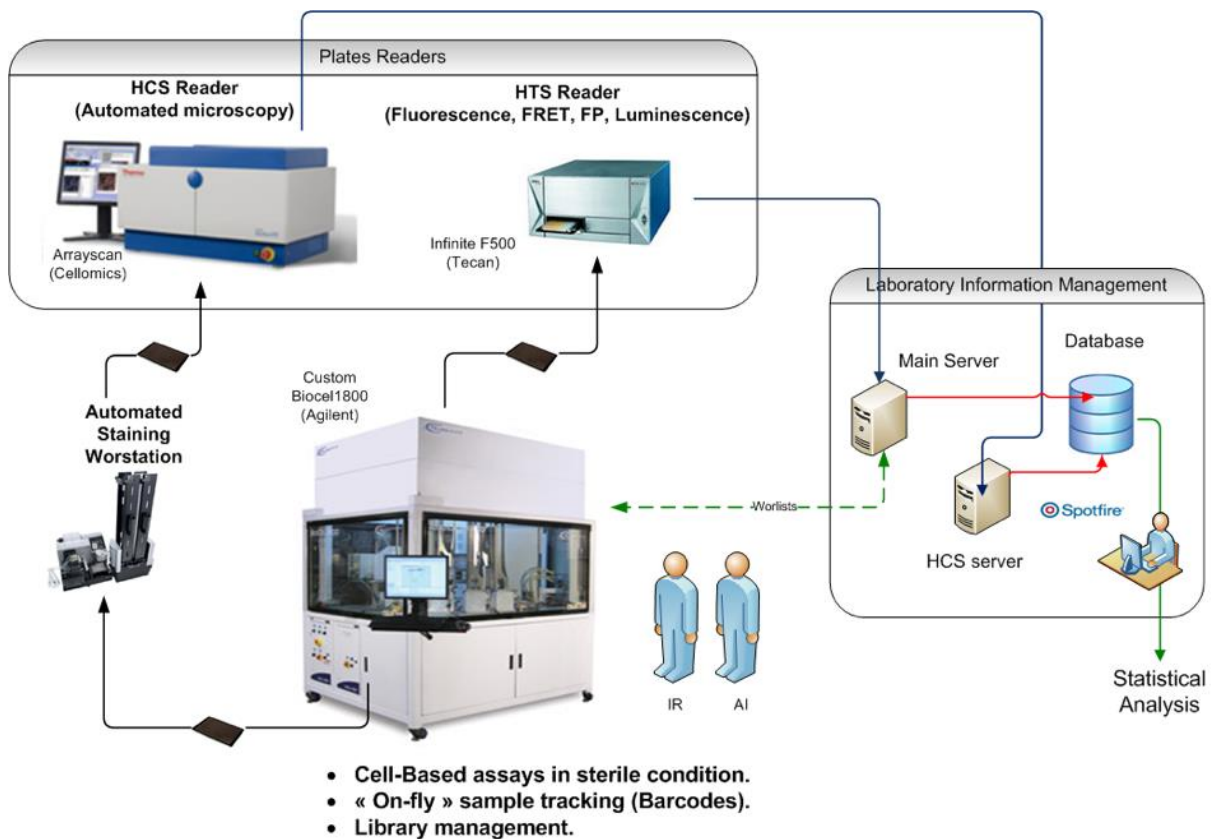 Plates Readers
HCS Reader
(Automated microscopy)
HTS Reader
(Fluorescence, FRET, FP, Luminescence)
Thermo
Arrayscan
(Cellomics)
Infinite F500
(Tecan)
Laboratory Information Management
Main Server
Database
HCS server
Spotfire
Custom
Biocel1800
(Agilent)
Automated
Staining
Worstation
Worlists
IR
AI
Statistical
Analysis
• Cell-Based assays in sterile condition.
• « On-fly » sample tracking (Barcodes).
• Library management.